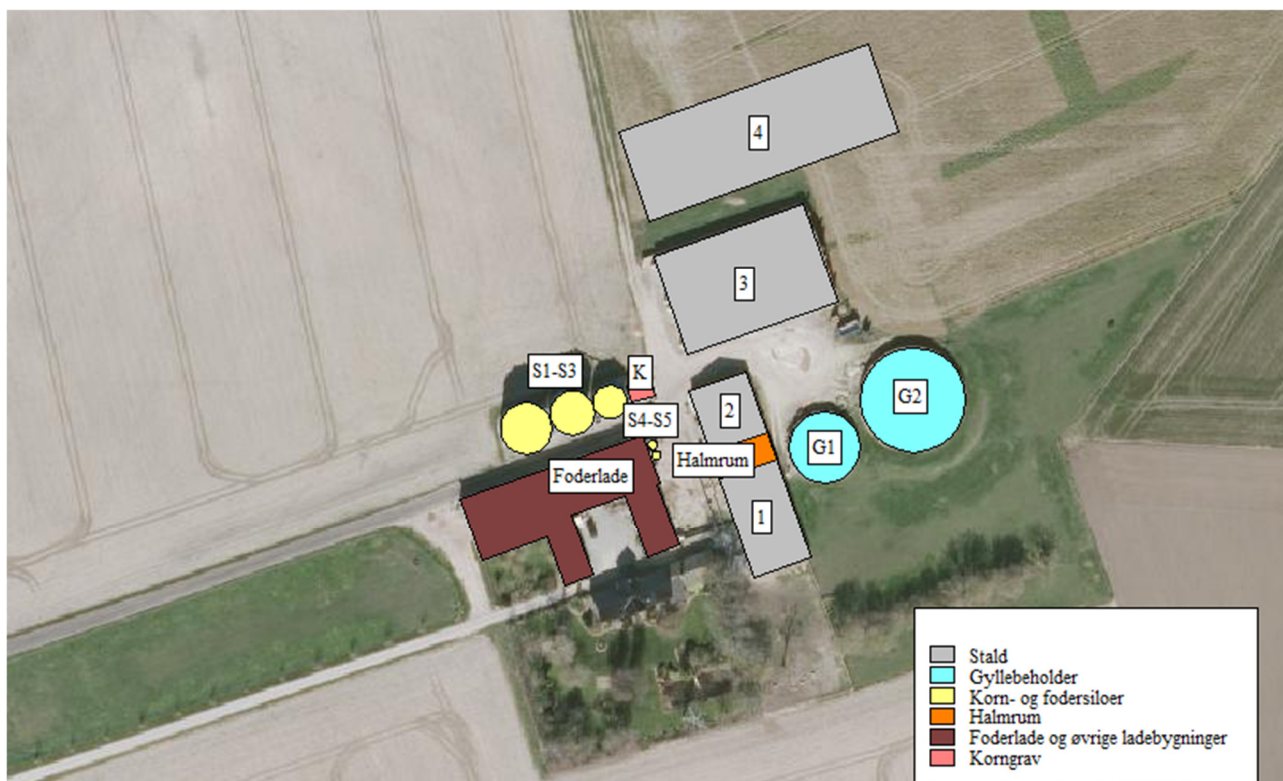 4
3
S1-S3
K
2
G2
S4-S5
G1
Halmrum
Foderlade
1
Stald
Gyllebeholder
Korn- og fodersiloer
Halmrum
Foderlade og øvrige ladebygninger
Korngrav